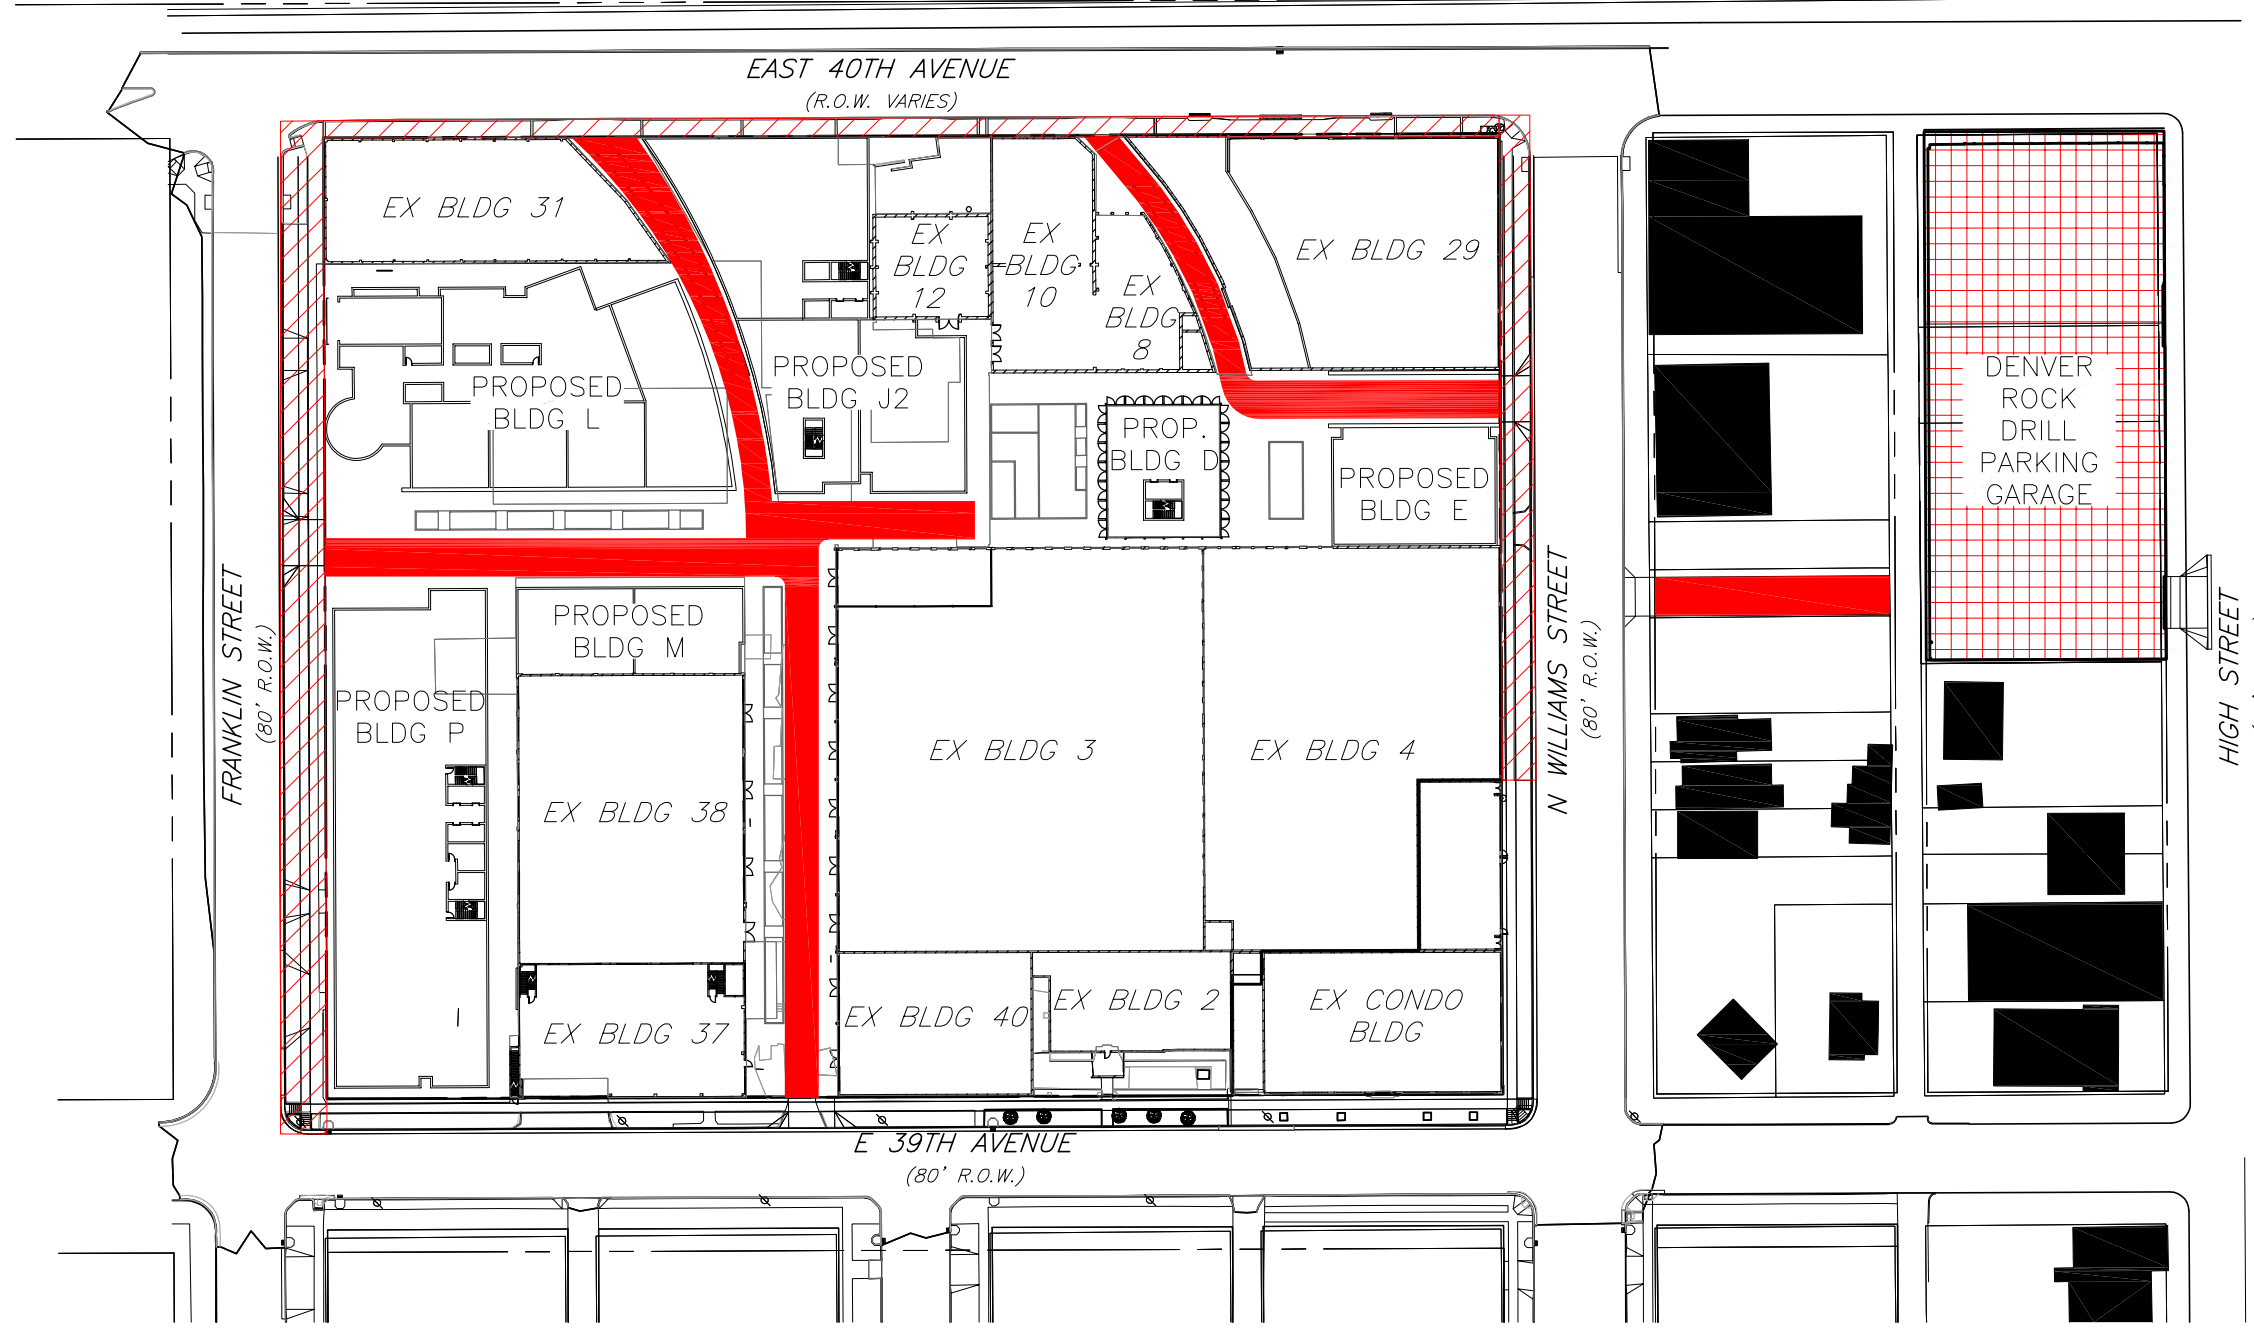 EAST 40TH AVENUE
(R.O.W. VARIES)
EX BLDG 31
EX
BLDG
12
EX
BLDG
10
EX
BLDG
8
EX BLDG 29
PROPOSED
BLDG L
PROPOSED
BLDG J2
PROP.
BLDG D
PROPOSED
BLDG E
DENVER
ROCK
DRILL
PARKING
GARAGE
FRANKLIN STREET
(80' R.O.W.)
PROPOSED
BLDG M
PROPOSED
BLDG P
EX BLDG 38
EX BLDG 3
EX BLDG 4
N WILLIAMS STREET
(80' R.O.W.)
HIGH STREET
EX BLDG 37
EX BLDG 40
EX BLDG 2
EX CONDO
BLDG
E 39TH AVENUE
(80' R.O.W.)